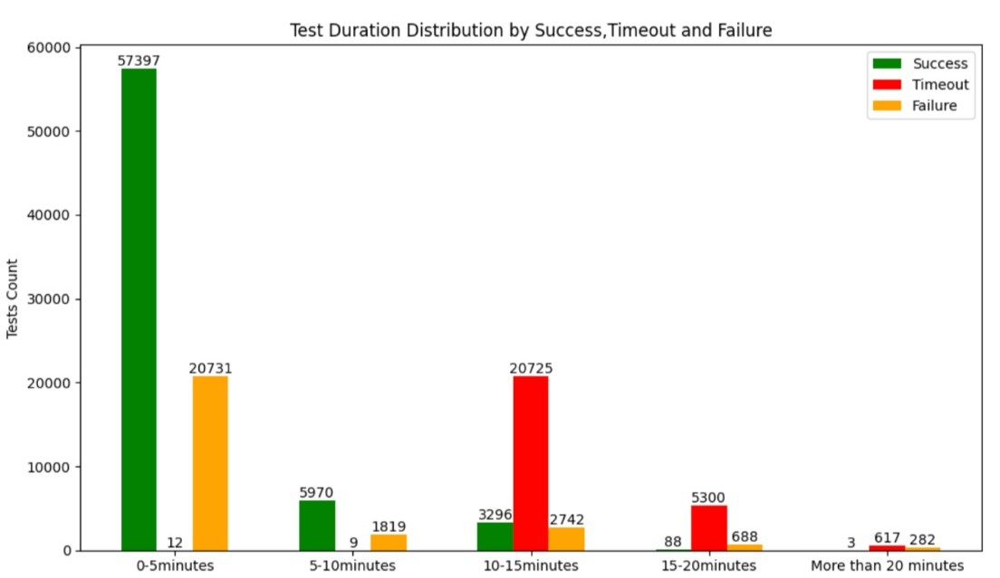 Test Duration Distribution by Success,Timeout and Failure
Success
Timeout
Failure
Tests Count
60000
50000
40000
30000
20000
10000
0
57397
12
20731
5970
9
1819
3296
20725
2742
88
5300
688
3
617
282
0-5minutes
5-10minutes
10-15minutes
15-20minutes
More than 20 minutes